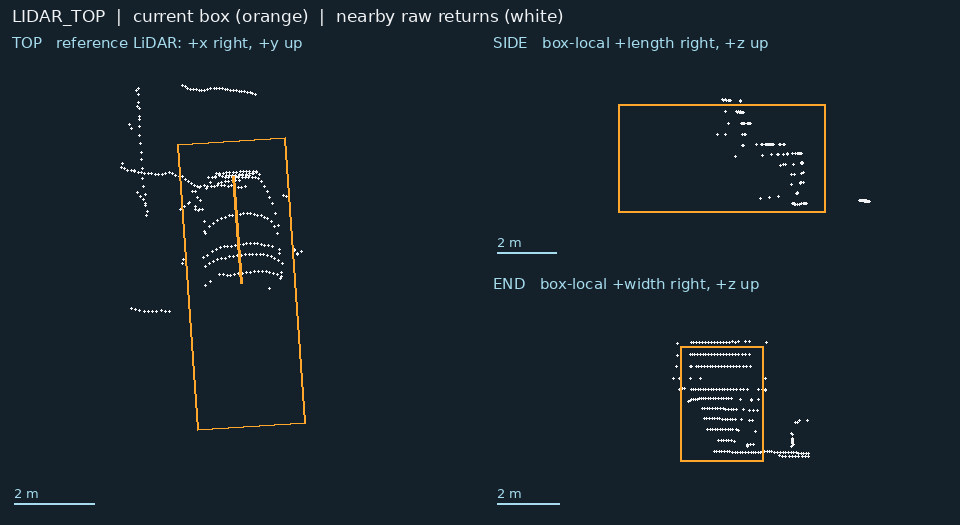 LIDAR_TOP  |  current box (orange)  |  nearby raw returns (white)
TOP   reference LiDAR: +x right, +y up
SIDE   box-local +length right, +z up
2 m
END   box-local +width right, +z up
2 m
2 m